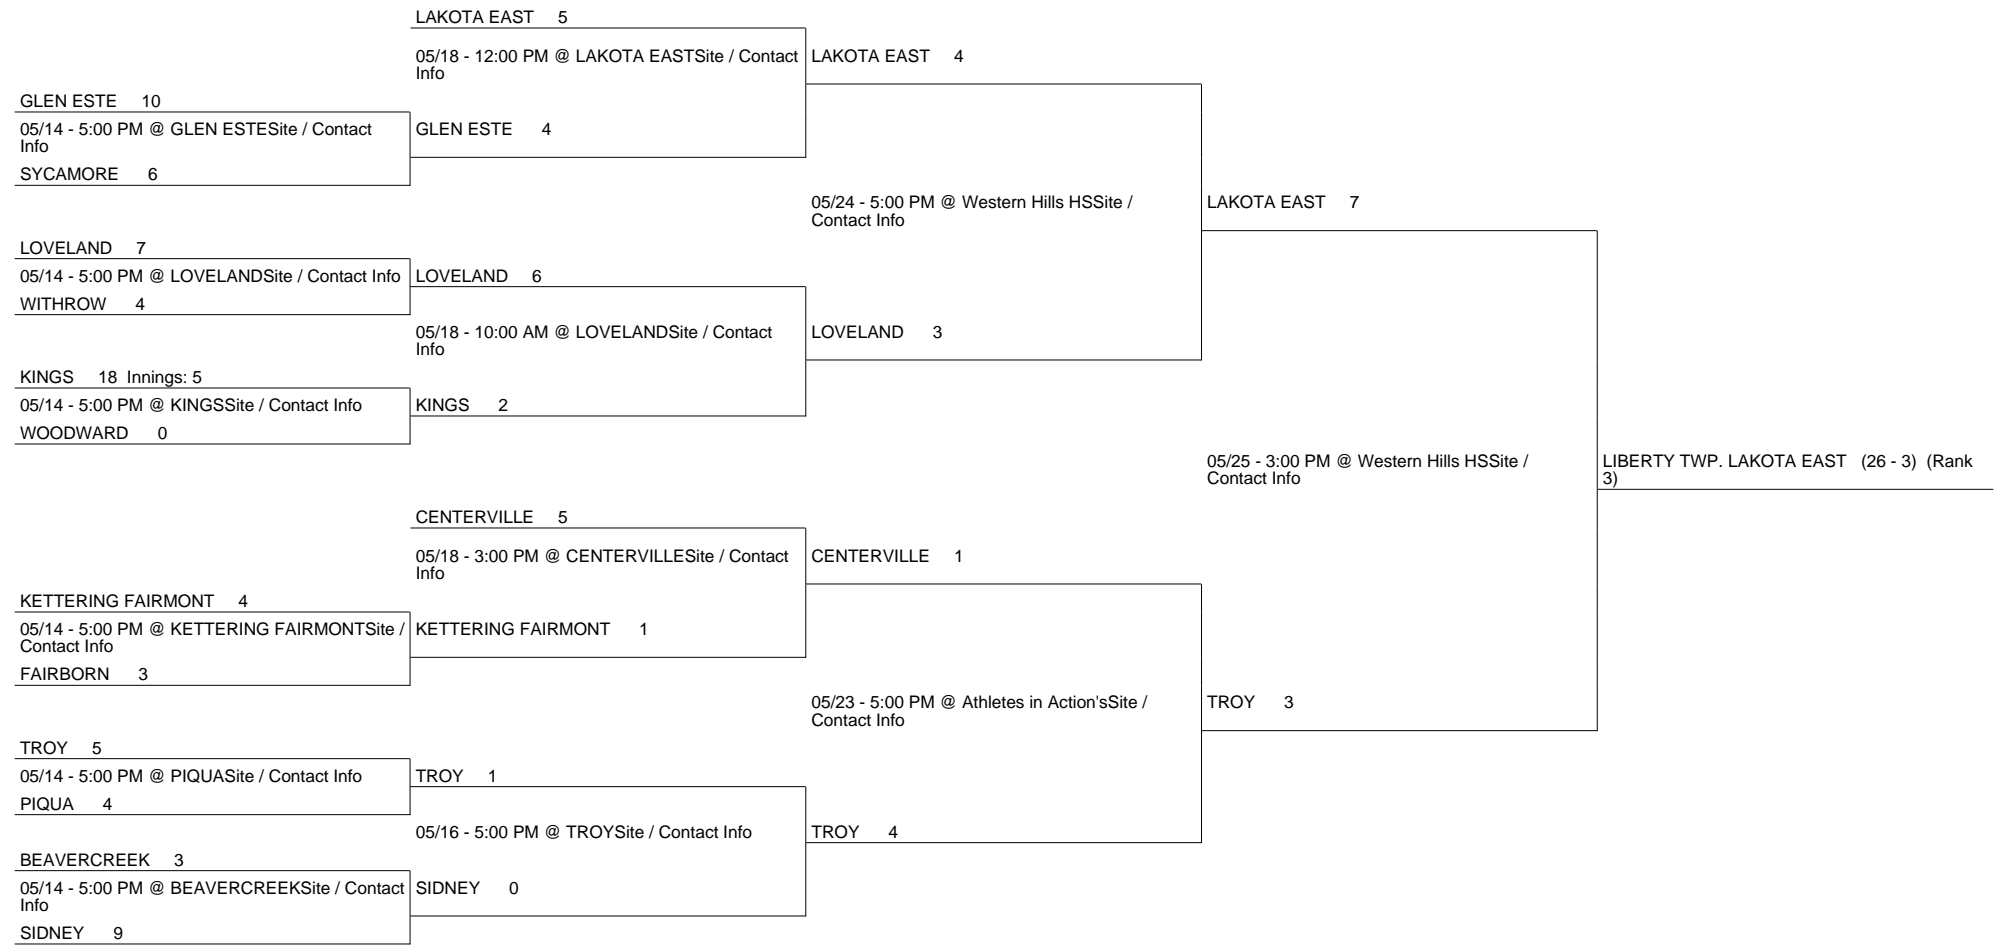 LAKOTA EAST 5
05/18 - 12:00 PM @ LAKOTA EASTSite / Contact
Info
LAKOTA EAST 4
GLEN ESTE 10
05/14 - 5:00 PM @ GLEN ESTESite / Contact
Info
GLEN ESTE 4
SYCAMORE 6
05/24 - 5:00 PM @ Western Hills HSSite /
Contact Info
LAKOTA EAST 7
LOVELAND 7
05/14 - 5:00 PM @ LOVELANDSite / Contact Info
LOVELAND 6
WITHROW 4
05/18 - 10:00 AM @ LOVELANDSite / Contact
Info
LOVELAND 3
KINGS 18 Innings: 5
05/14 - 5:00 PM @ KINGSSite / Contact Info
KINGS 2
WOODWARD 0
05/25 - 3:00 PM @ Western Hills HSSite /
Contact Info
LIBERTY TWP. LAKOTA EAST (26 - 3) (Rank
3)
CENTERVILLE 5
05/18 - 3:00 PM @ CENTERVILLESite / Contact
Info
CENTERVILLE 1
KETTERING FAIRMONT 4
05/14 - 5:00 PM @ KETTERING FAIRMONTSite /
Contact Info
KETTERING FAIRMONT 1
FAIRBORN 3
05/23 - 5:00 PM @ Athletes in Action'sSite /
Contact Info
TROY 3
TROY 5
05/14 - 5:00 PM @ PIQUASite / Contact Info
TROY 1
PIQUA 4
05/16 - 5:00 PM @ TROYSite / Contact Info
TROY 4
BEAVERCREEK 3
05/14 - 5:00 PM @ BEAVERCREEKSite / Contact
Info
SIDNEY 0
SIDNEY 9